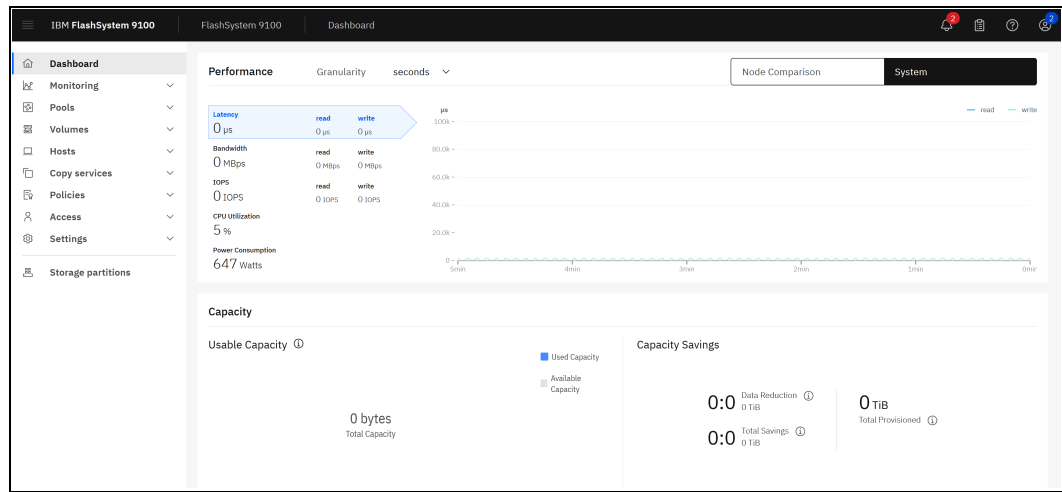 IBM FlashSystem 9100
FlashSystem 9100
Dashboard
2
2
Dashboard
Monitoring
Pools
Volumes
Hosts
Copy services
Policies
Access
Settings
Storage partitions
Performance
Granularity seconds
Node Comparison
System
Latency read write
0 µs 0 µs 0 µs
Bandwidth read write
0 MBps 0 MBps 0 MBps
IOPS read write
0 IOPS 0 IOPS 0 IOPS
CPU Utilization
5 %
Power Consumption
647 Watts
µs
read write
100k
80.0k
60.0k
40.0k
20.0k
0
5min 4min 3min 2min 1min 0min
Capacity
Usable Capacity
Used Capacity
Available
Capacity
0 bytes
Total Capacity
Capacity Savings
0:0 Data Reduction
0 TiB
0:0 Total Savings
0 TiB
0 TiB
Total Provisioned